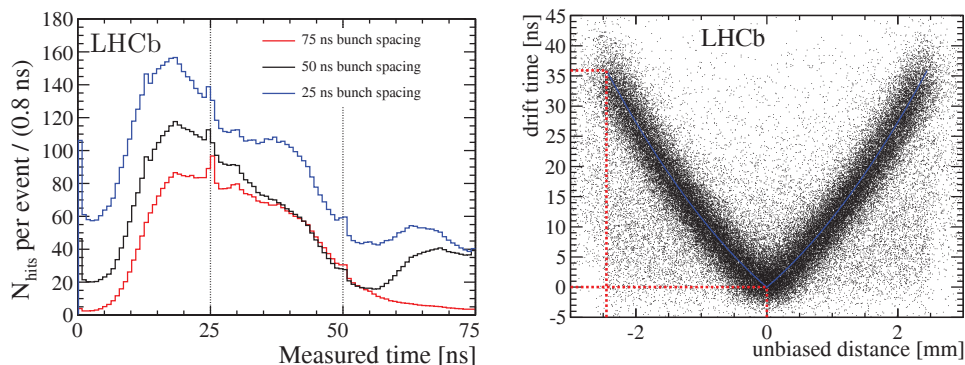 LHCb
75 ns bunch spacing
50 ns bunch spacing
25 ns bunch spacing
N_hits per event / (0.8 ns)
180
160
140
120
100
80
60
40
20
0
0 25 50 75
Measured time [ns]
LHCb
drift time [ns]
45
40
35
30
25
20
15
10
5
0
-5
-2 0 2
unbiased distance [mm]